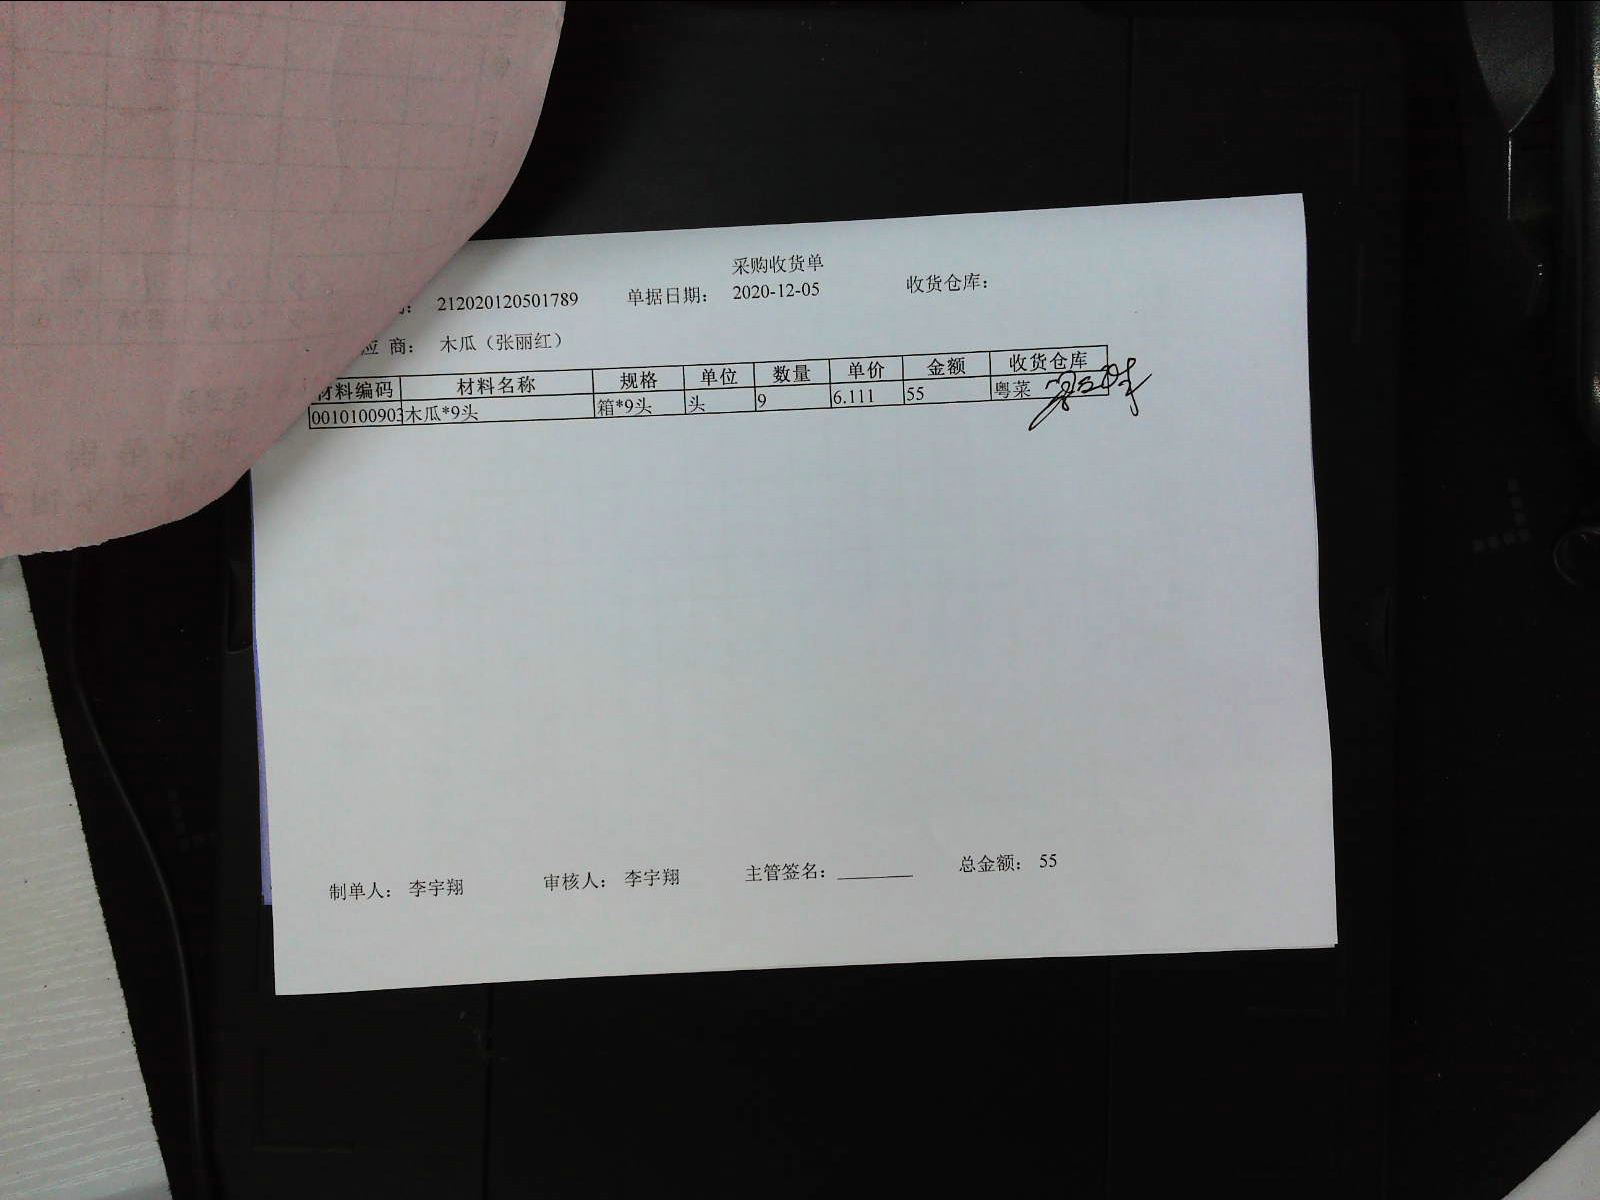 采购收货单
: 212020120501789 单据日期: 2020-12-05 收货仓库:
应 商: 木瓜（张丽红）
材料编码 材料名称 规格 单位 数量 单价 金额 收货仓库
0010100903 木瓜*9头 箱*9头 头 9 6.111 55 粤菜
制单人: 李宇翔 审核人: 李宇翔 主管签名: 总金额: 55